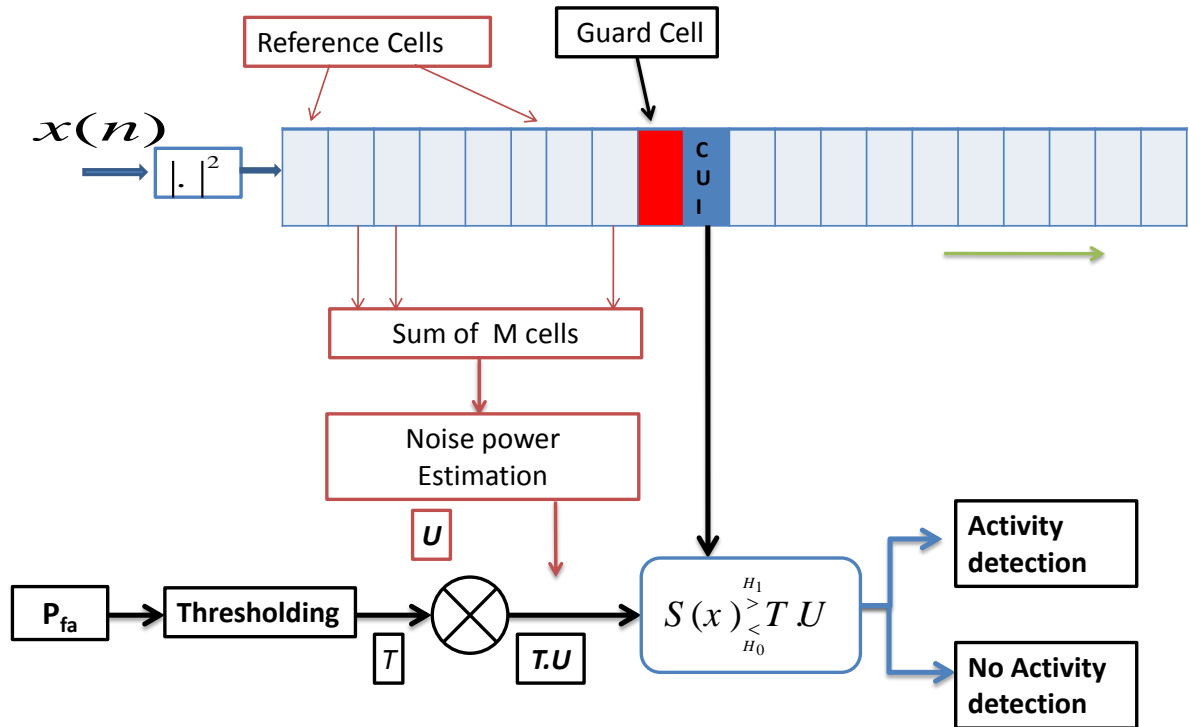 Reference Cells
Guard Cell
x(n)
|.|²
C
U
I
Sum of M cells
Noise power
Estimation
U
Activity
detection
P_fa
Thresholding
T
T.U
H₁
S(x) > < T.U
H₀
No Activity
detection